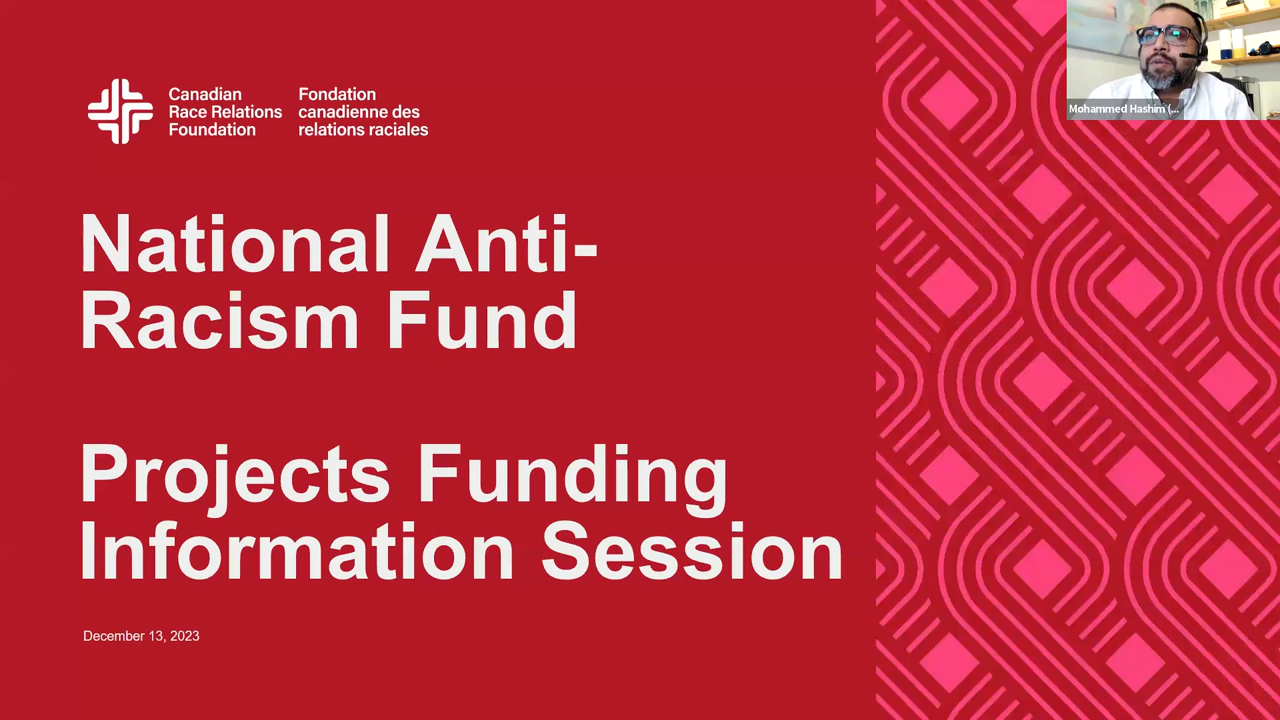 Canadian
Race Relations
Foundation
Fondation
canadienne des
relations raciales
Mohammed Hashim (...
National Anti-
Racism Fund
Projects Funding
Information Session
December 13, 2023